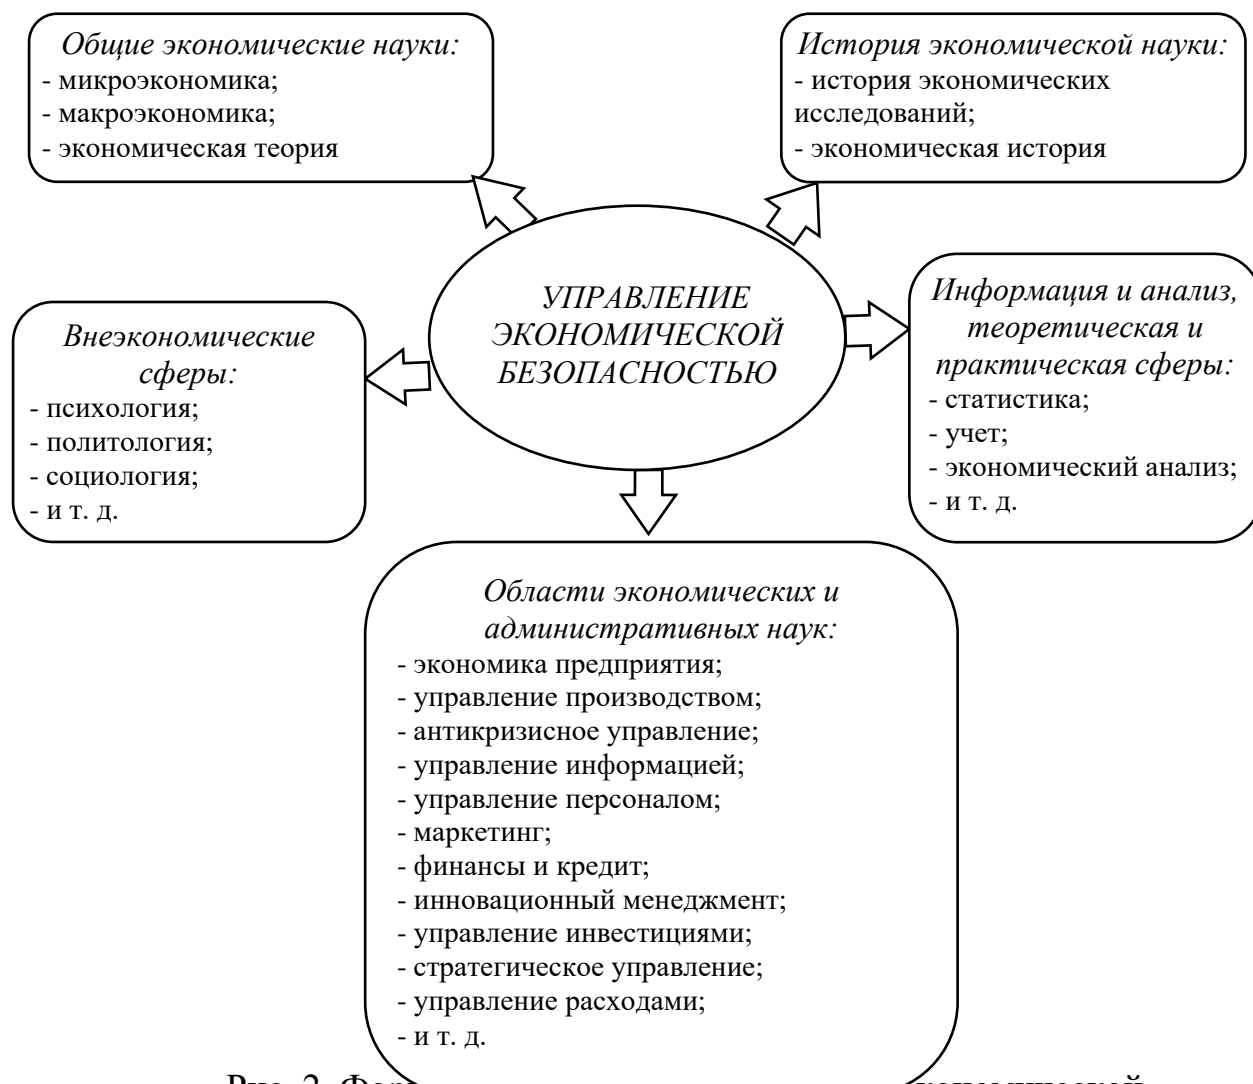 Общие экономические науки:
- микроэкономика;
- макроэкономика;
- экономическая теория
История экономической науки:
- история экономических
исследований;
- экономическая история
УПРАВЛЕНИЕ
ЭКОНОМИЧЕСКОЙ
БЕЗОПАСНОСТЬЮ
Внеэкономические
сферы:
- психология;
- политология;
- социология;
- и т. д.
Информация и анализ,
теоретическая и
практическая сферы:
- статистика;
- учет;
- экономический анализ;
- и т. д.
Области экономических и
административных наук:
- экономика предприятия;
- управление производством;
- антикризисное управление;
- управление информацией;
- управление персоналом;
- маркетинг;
- финансы и кредит;
- инновационный менеджмент;
- управление инвестициями;
- стратегическое управление;
- управление расходами;
- и т. д.
Рис. 2.